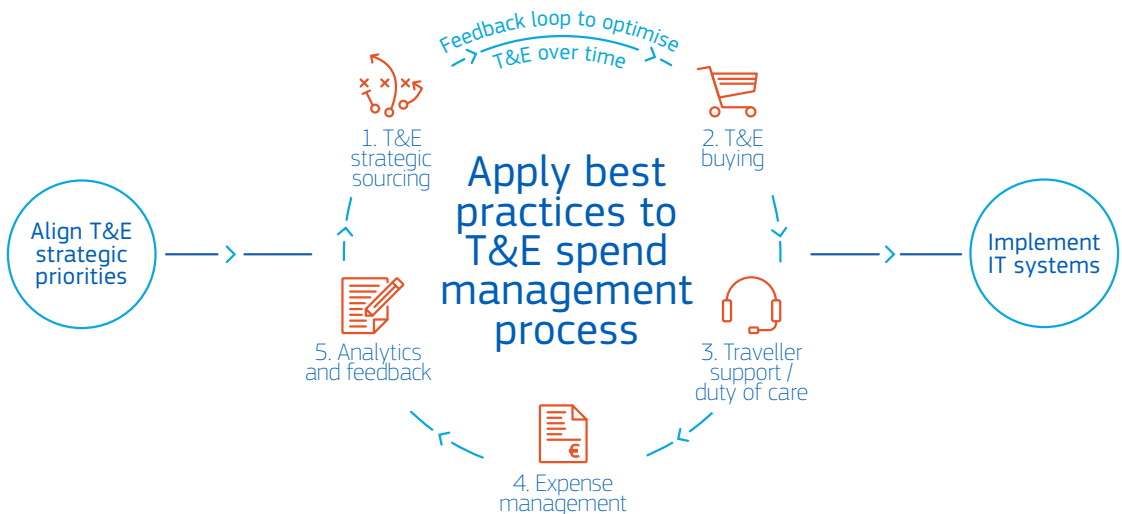 Feedback loop to optimise
T&E over time
1. T&E
strategic
sourcing
2. T&E
buying
Apply best
practices to
T&E spend
management
process
Align T&E
strategic
priorities
Implement
IT systems
5. Analytics
and feedback
3. Traveller
support /
duty of care
€
4. Expense
management